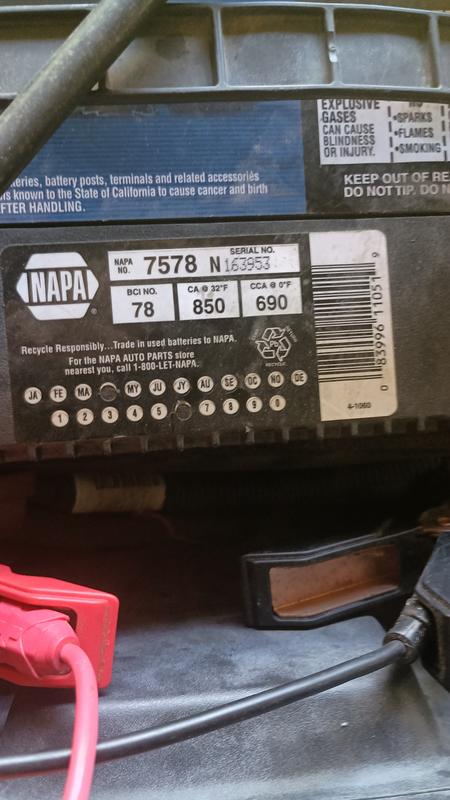 EXPLOSIVE
GASES
CAN CAUSE
BLINDNESS
OR INJURY.
•SPARKS
•FLAMES
•SMOKING
KEEP OUT OF RE
DO NOT TIP. DO N
teries, battery posts, terminals and related accessories
is known to the State of California to cause cancer and birth
AFTER HANDLING.
NAPA
NAPA NO. 7578 N SERIAL NO. 163953
BCI NO. 78
CA @ 32°F 850
CCA @ 0°F 690
Recycle Responsibly...Trade in used batteries to NAPA.
For the NAPA AUTO PARTS store
nearest you, call 1-800-LET-NAPA.
Pb
RECYCLE
JA FE MA MY JU JY AU SE OC NO DE
1 2 3 4 5 7 8 9 0
0 83996 11051 9
4-1060